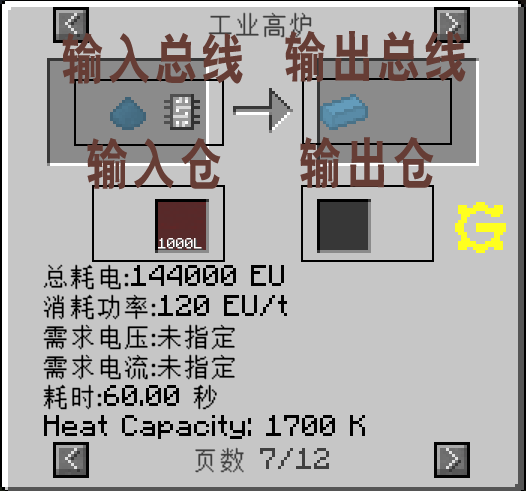 工业高炉
输入总线 输出总线
输入仓 输出仓
1000L
总耗电:144000 EU
消耗功率:120 EU/t
需求电压:未指定
需求电流:未指定
耗时:60.00 秒
Heat Capacity: 1700 K
页数 7/12